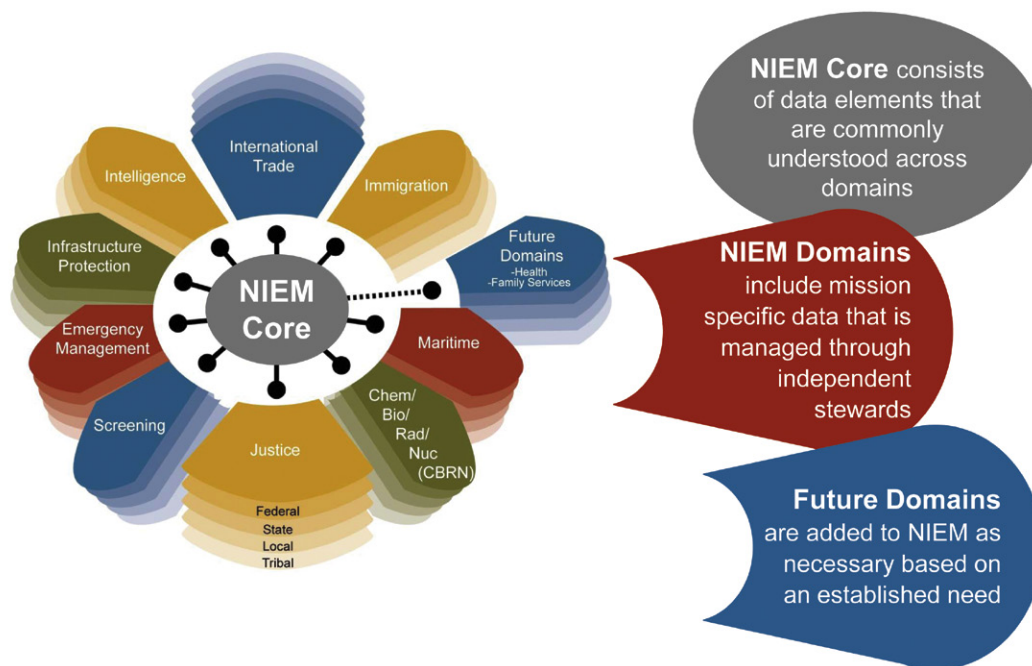 International
Trade
Intelligence
Immigration
Infrastructure
Protection
Future
Domains
-Health
-Family Services
NIEM
Core
Emergency
Management
Maritime
Screening
Chem/
Bio/
Rad/
Nuc
(CBRN)
Justice
Federal
State
Local
Tribal
NIEM Core consists
of data elements that
are commonly
understood across
domains
NIEM Domains
include mission
specific data that is
managed through
independent
stewards
Future Domains
are added to NIEM as
necessary based on
an established need